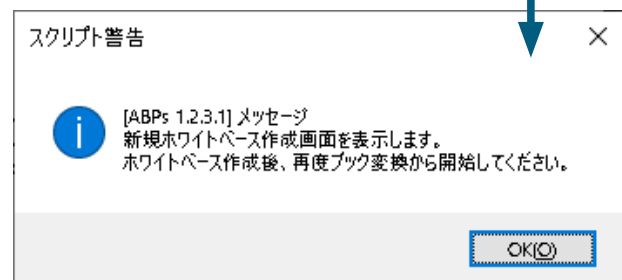 スクリプト警告
[ABPs 1.2.3.1] メッセージ
新規ホワイトベース作成画面を表示します。
ホワイトベース作成後、再度ブック変換から開始してください。
OK(O)